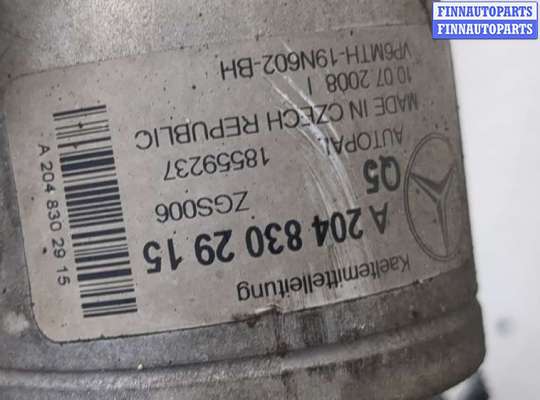 FINNAUTOPARTS
FINNAUTOPARTS
Kaeltemittelleitung
A 204 830 29 15
Q5 ZGS006
18559237
AUTOPAL
MADE IN CZECH REPUBLIC
10 07 2008 I
VP6MTH-19N602-BH
A 204 830 29 15